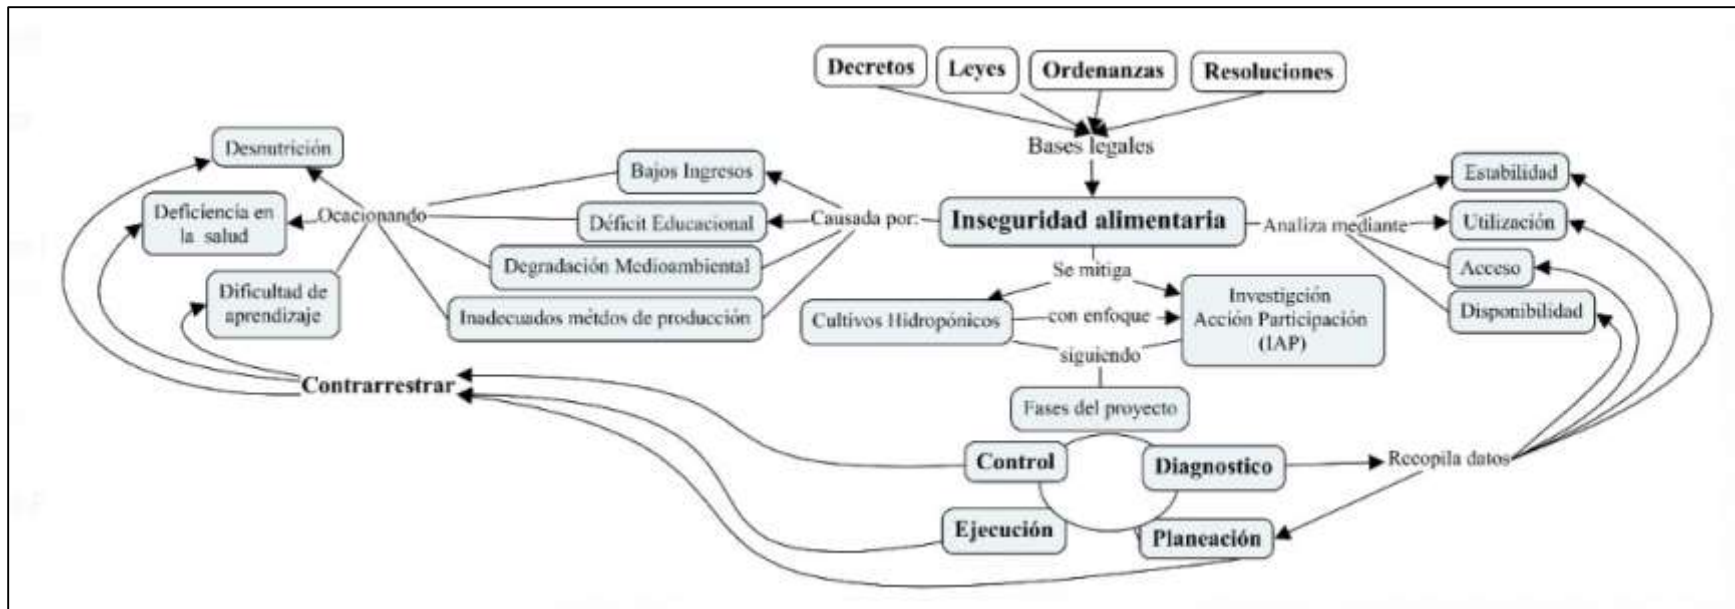 Decretos
Leyes
Ordenanzas
Resoluciones
Bases legales
Desnutrición
Deficiencia en
la salud
Dificultad de
aprendizaje
Ocacionando
Bajos Ingresos
Déficit Educacional
Degradación Medioambiental
Inadecuados métdos de producción
Causada por:
Inseguridad alimentaria
Analiza mediante
Estabilidad
Utilización
Acceso
Disponibilidad
Se mitiga
Cultivos Hidropónicos
con enfoque
Investigción
Acción Participación
(IAP)
siguiendo
Fases del proyecto
Contrarrestrar
Control
Diagnostico
Recopila datos
Ejecución
Planeación